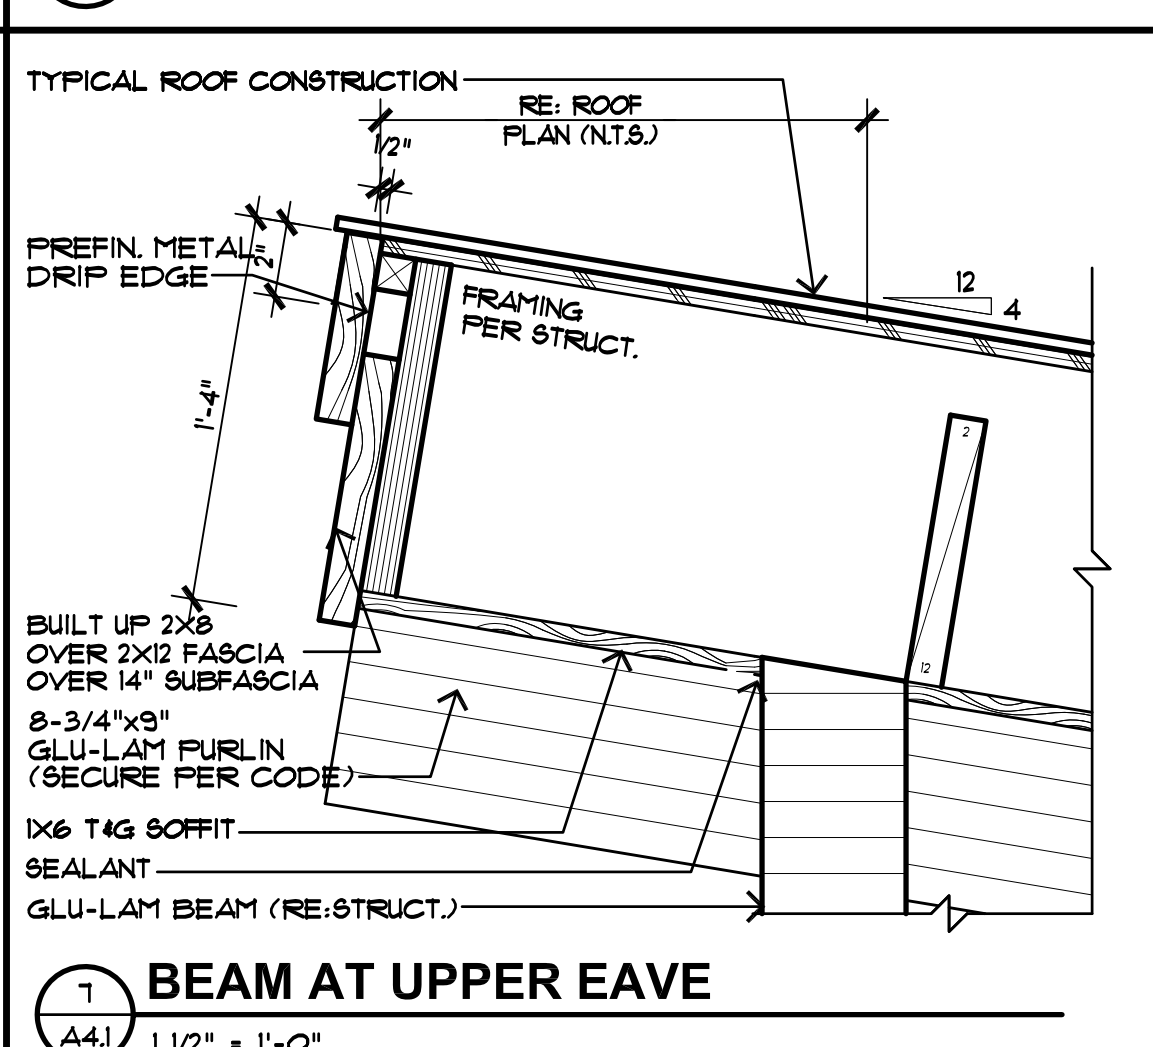 TYPICAL ROOF CONSTRUCTION
RE: ROOF
PLAN (N.T.S.)
1/2"
PREFIN. METAL
DRIP EDGE
2"
12
4
FRAMING
PER STRUCT.
1'-4"
2
12
BUILT UP 2X8
OVER 2X12 FASCIA
OVER 14" SUBFASCIA
8-3/4"x9"
GLU-LAM PURLIN
(SECURE PER CODE)
1X6 T&G SOFFIT
SEALANT
GLU-LAM BEAM (RE:STRUCT.)
7
A4.1
BEAM AT UPPER EAVE
1 1/2" = 1'-0"